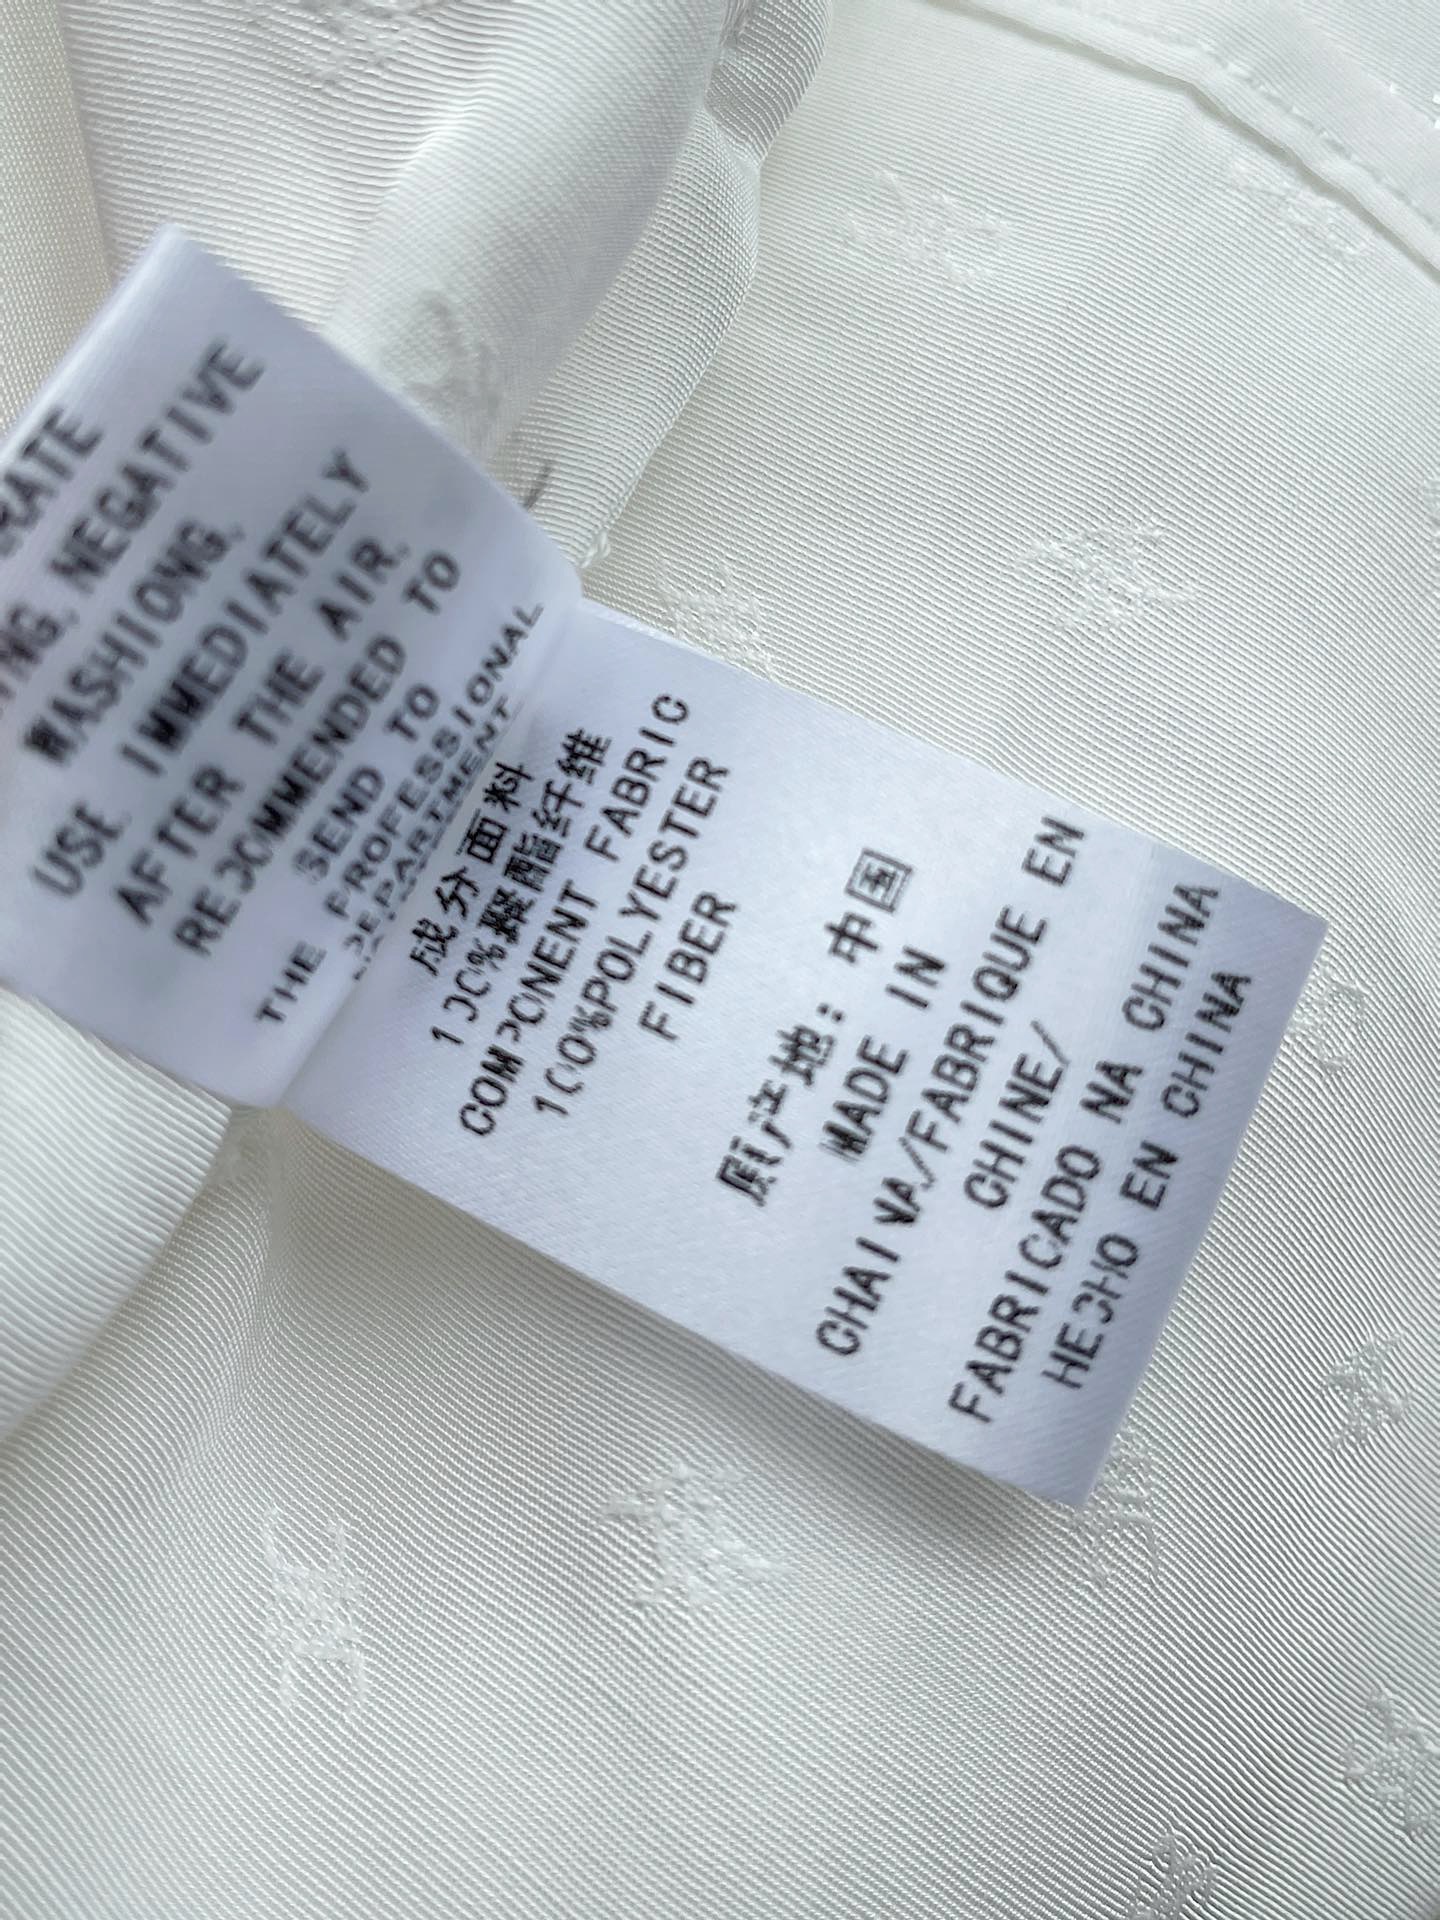 NG, NEGATIVE
WASHIONG,
USE IMMEDIATELY
AFTER THE AIR,
RECOMMENDED TO
SEND TO
THE PROFESSIONAL
DEPARTMENT
成分面料
100%聚酯纤维
COMPONENT FABRIC
100%POLYESTER
FIBER
原产地: 中国
MADE IN
CHAINA/FABRIQUE EN
CHINE/
FABRICADO NA CHINA
HECHO EN CHINA